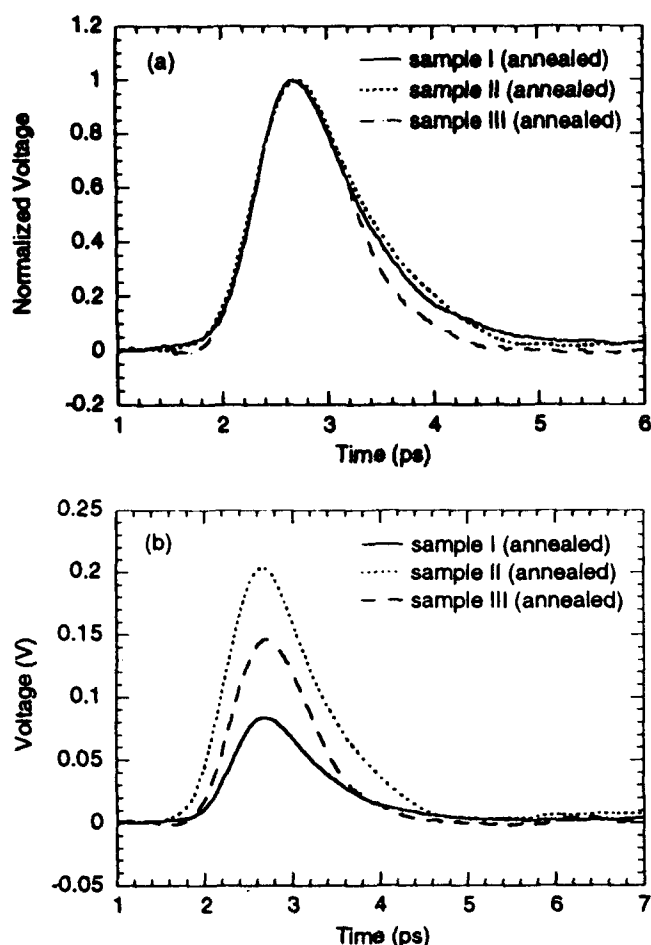 1.2
(a)
sample I (annealed)
1
sample II (annealed)
sample III (annealed)
0.8
0.6
0.4
0.2
0
-0.2
Normalized Voltage
1 2 3 4 5 6
Time (ps)
0.25
(b)
sample I (annealed)
0.2
sample II (annealed)
sample III (annealed)
0.15
0.1
0.05
0
-0.05
Voltage (V)
1 2 3 4 5 6 7
Time (ps)